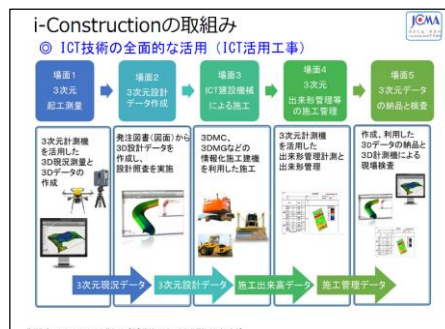 i-Constructionの取組み
JCMA
◎ ICT技術の全面的な活用（ICT活用工事）
場面1
3次元
起工測量
場面2
3次元設計
データ作成
場面3
ICT建設機械
による施工
場面4
3次元
出来形管理等
の施工管理
場面5
3次元データ
の納品と検査
3次元計測機
を活用した
3D現況測量と
3Dデータの
作成
発注図書(図面)から
3D設計データを
作成し、
設計照査を実施
3DMC、
3DMGなどの
情報化施工建機
を利用した施工
3次元計測機
を活用した
出来形管理計測と
出来形管理
作成、利用した
3Dデータの納品と
3D計測機による
現場検査
3次元現況データ
3次元設計データ
施工出来高データ
施工管理データ